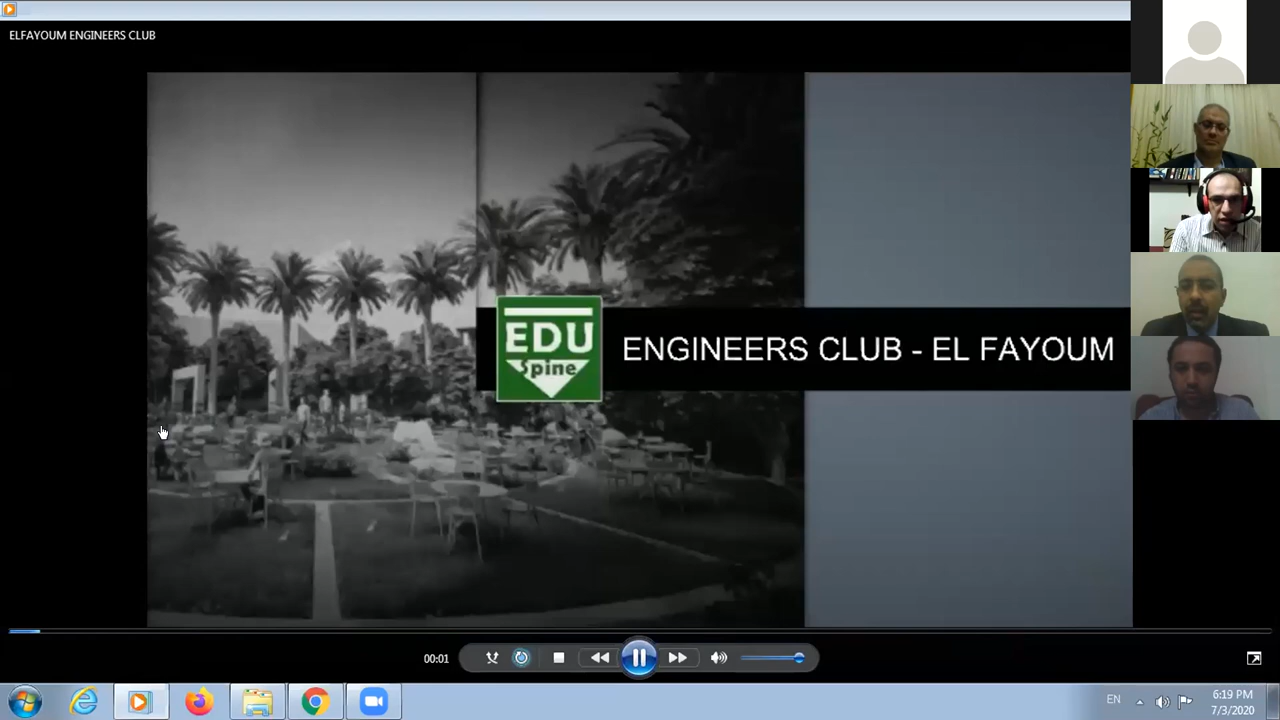 ELFAYOUM ENGINEERS CLUB
EDU
Spine
ENGINEERS CLUB - EL FAYOUM
00:01
EN
6:19 PM
7/3/2020